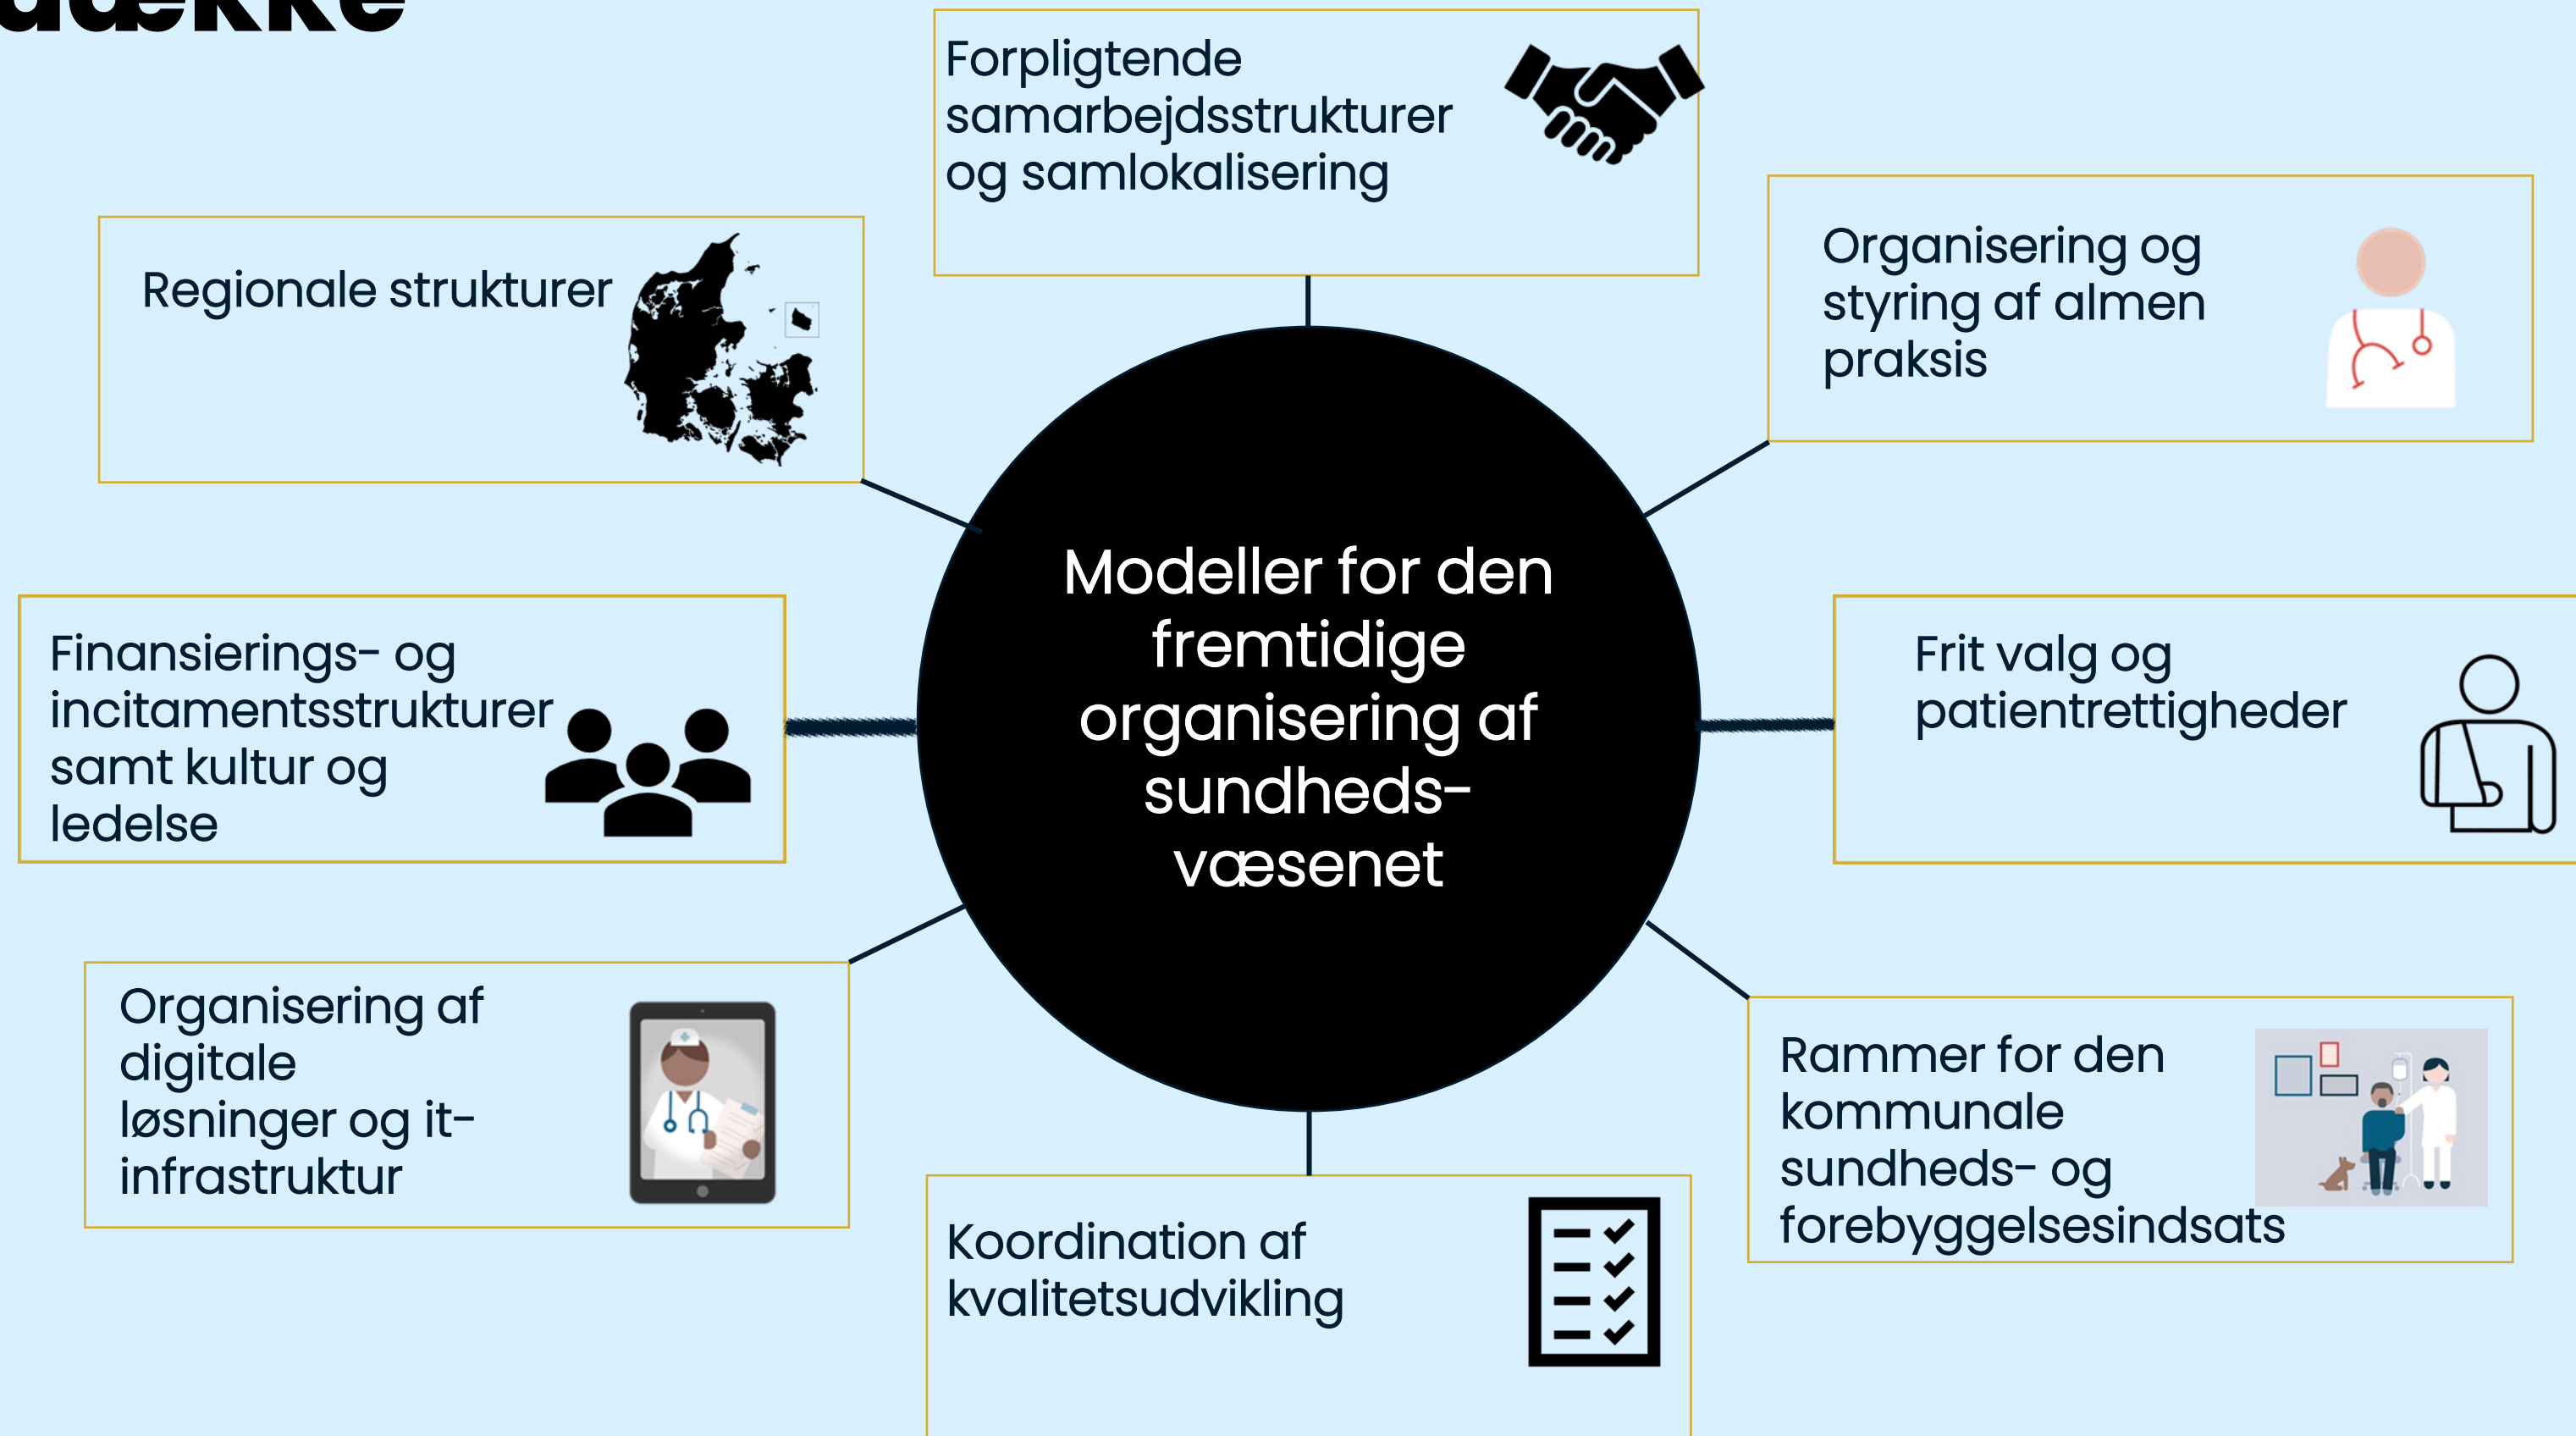 dække
Forpligtende
samarbejdsstrukturer
og samlokalisering
Organisering og
styring af almen
praksis
Regionale strukturer
Modeller for den
fremtidige
organisering af
sundheds-
væsenet
Finansierings- og
incitamentsstrukturer
samt kultur og
ledelse
Frit valg og
patientrettigheder
Organisering af
digitale
løsninger og it-
infrastruktur
Rammer for den
kommunale
sundheds- og
forebyggelsesindsats
Koordination af
kvalitetsudvikling